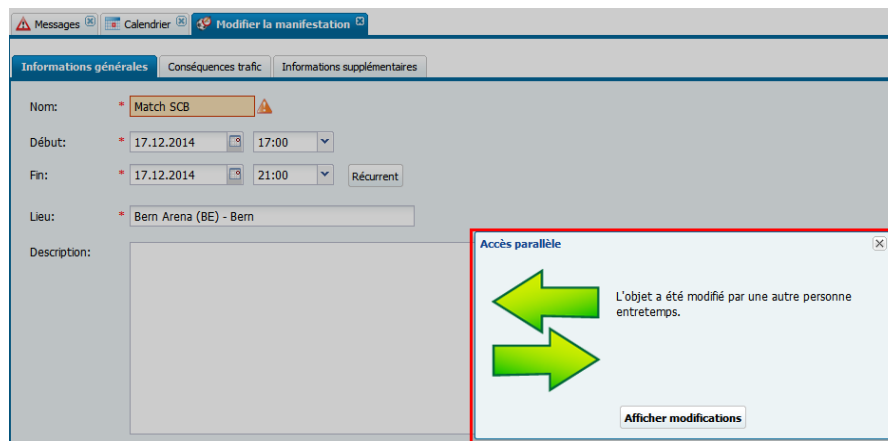 Messages Calendrier Modifier la manifestation
Informations générales Conséquences trafic Informations supplémentaires
Nom: * Match SCB
Début: * 17.12.2014 17:00
Fin: * 17.12.2014 21:00 Récurrent
Lieu: * Bern Arena (BE) - Bern
Description:
Accès parallèle
L'objet a été modifié par une autre personne
entretemps.
Afficher modifications